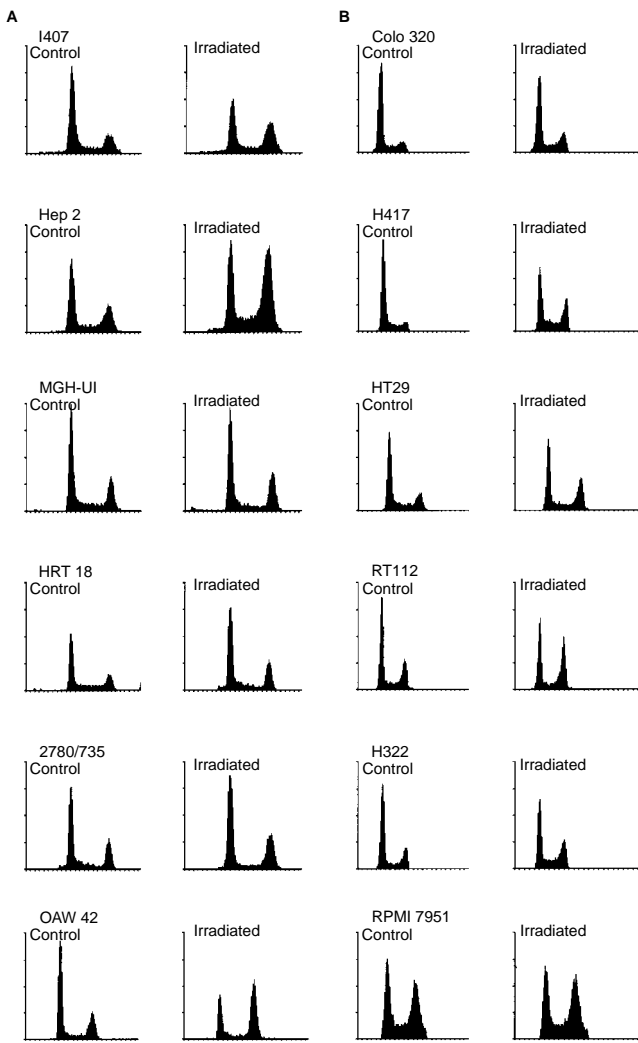 A
B
I407
Control
Irradiated
Colo 320
Control
Irradiated
Hep 2
Control
Irradiated
H417
Control
Irradiated
MGH-UI
Control
Irradiated
HT29
Control
Irradiated
HRT 18
Control
Irradiated
RT112
Control
Irradiated
2780/735
Control
Irradiated
H322
Control
Irradiated
OAW 42
Control
Irradiated
RPMI 7951
Control
Irradiated